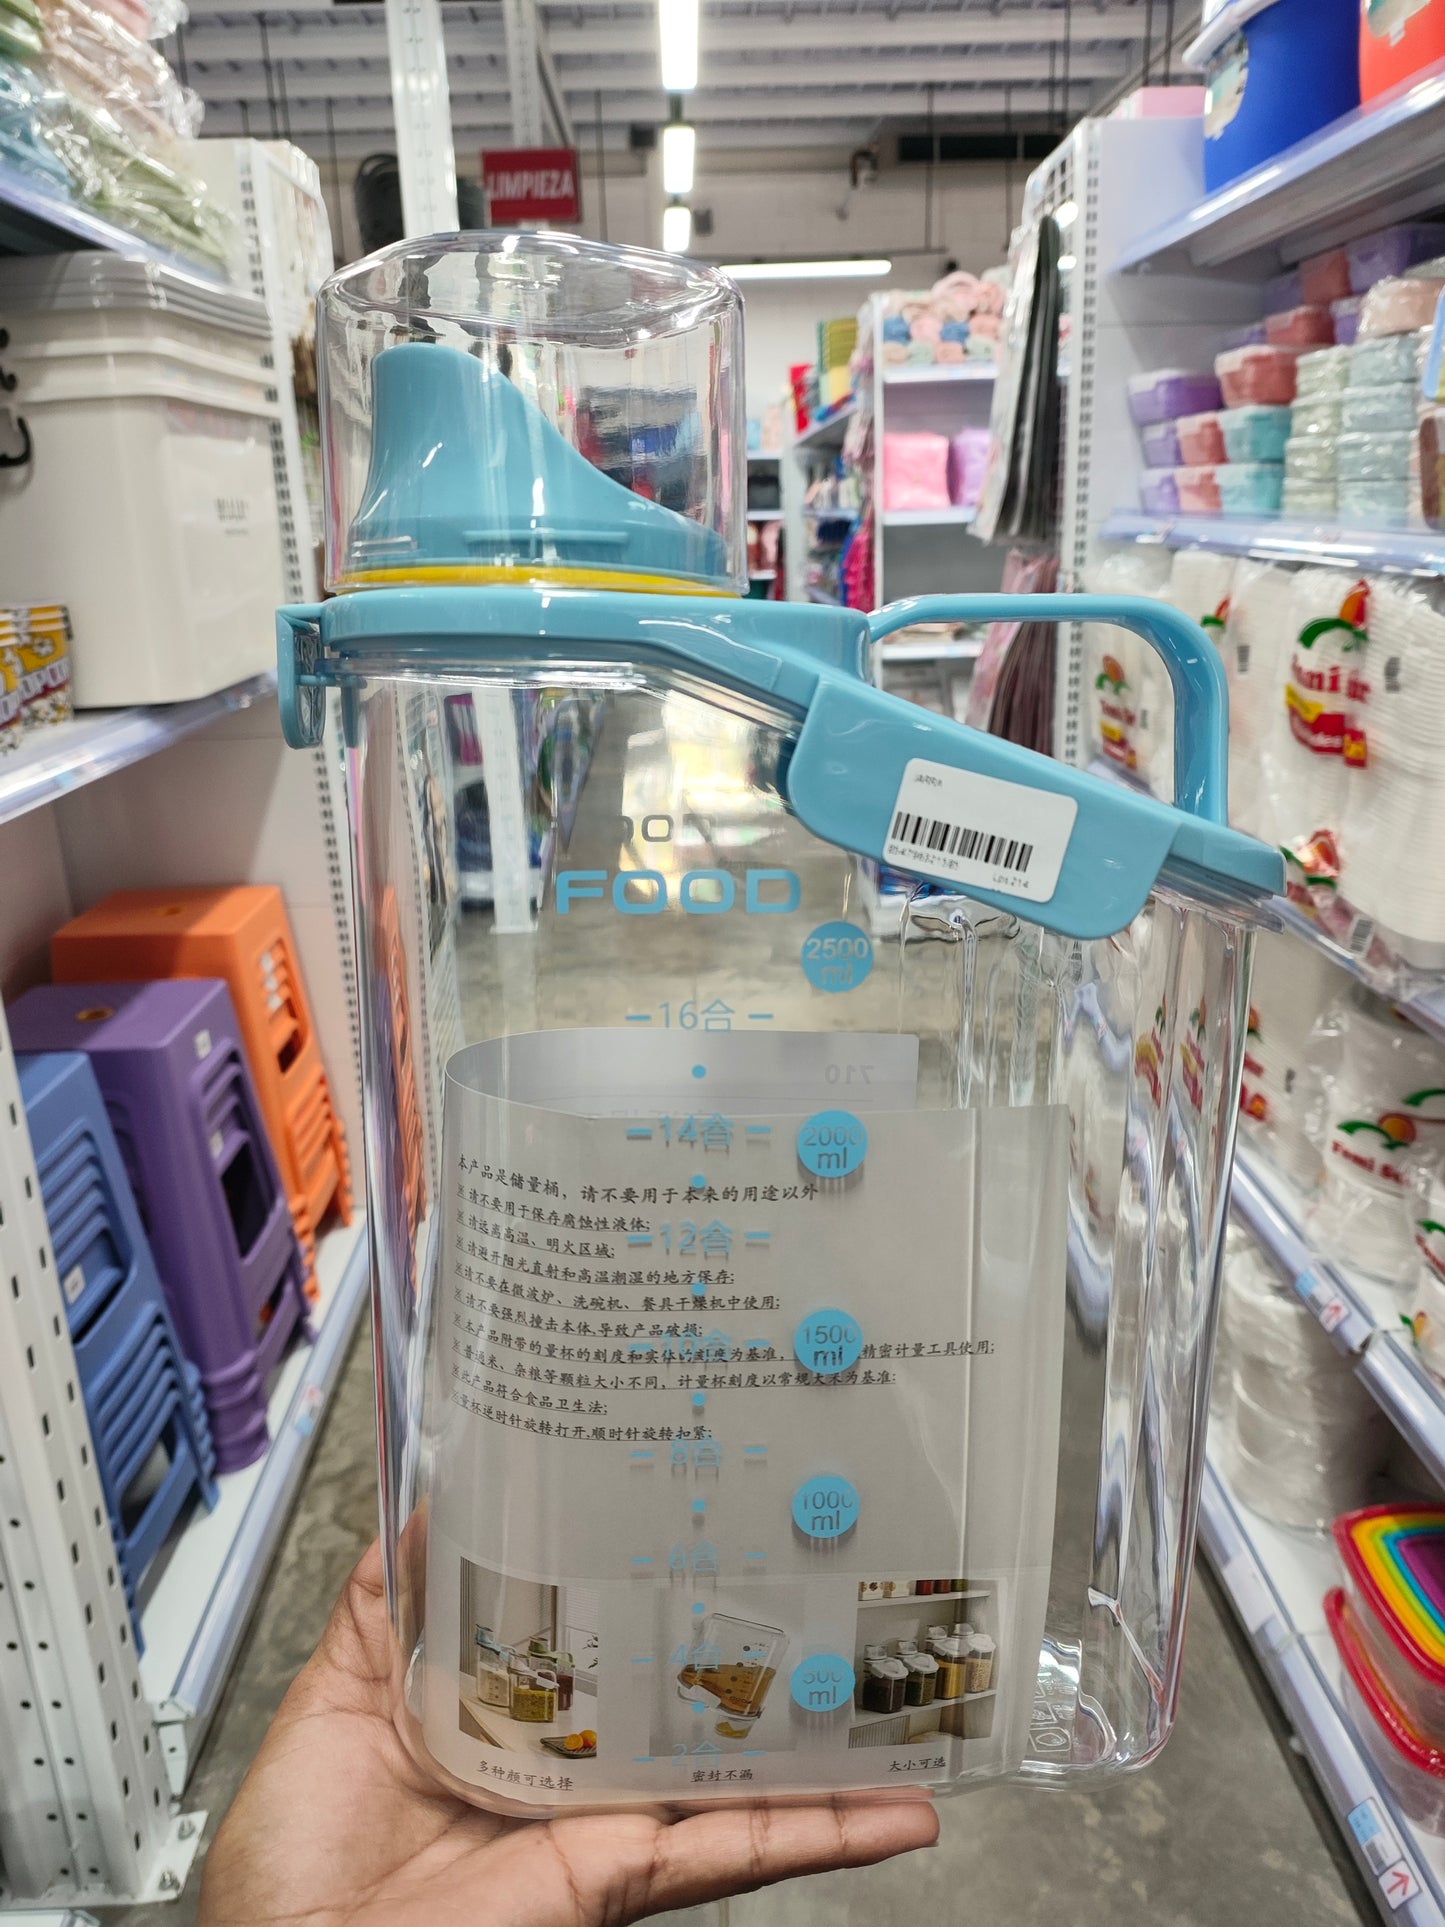 LIMPIEZA
JARRA
FOOD
2500
ml
16合
710
14合
2000
ml
本产品是储量桶，请不要用于本来的用途以外
※请不要用于保存腐蚀性液体;
※请远离高温、明火区域;
12合
※请避开阳光直射和高温潮湿的地方保存;
※请不要在微波炉、洗碗机、餐具干燥机中使用;
※请不要强烈撞击本体,导致产品破损;
1500
ml
※本产品附带的量杯的刻度和实体的刻度为基准，精密计量工具使用;
※普通米、杂粮等颗粒大小不同，计量杯刻度以常规大米为基准;
※此产品符合食品卫生法;
※量杯逆时针旋转打开,顺时针旋转扣紧;
8合
1000
ml
6合
4合
500
ml
2合
多种颜可选择
密封不漏
大小可选